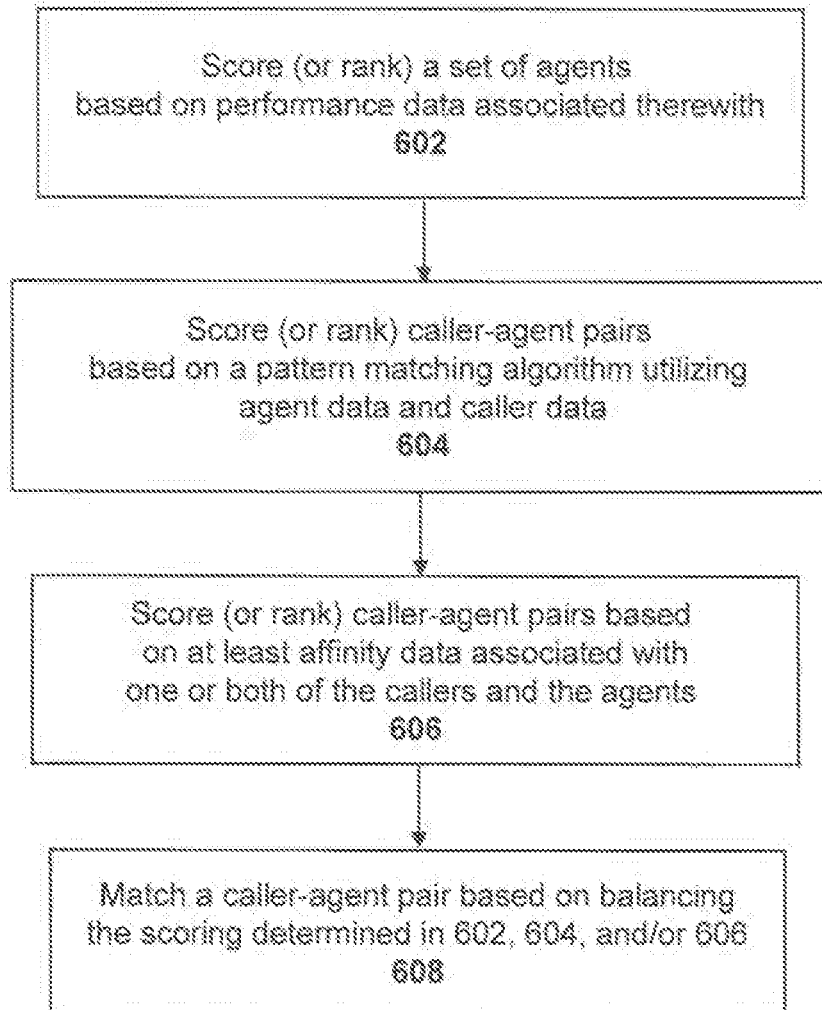 Score (or rank) a set of agents
based on performance data associated therewith
602
Score (or rank) caller-agent pairs
based on a pattern matching algorithm utilizing
agent data and caller data
604
Score (or rank) caller-agent pairs based
on at least affinity data associated with
one or both of the callers and the agents
606
Match a caller-agent pair based on balancing
the scoring determined in 602, 604, and/or 606
608